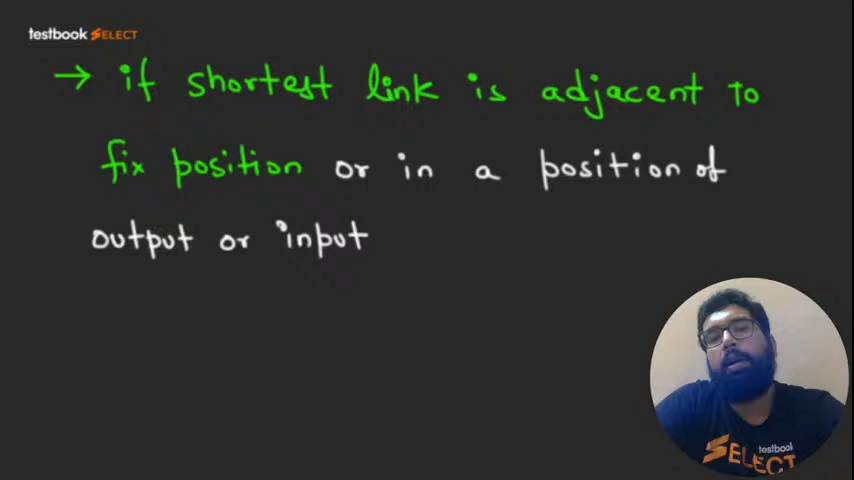 testbook SELECT
→ if shortest link is adjacent to
fix position or in a position of
output or input
testbook
SELECT